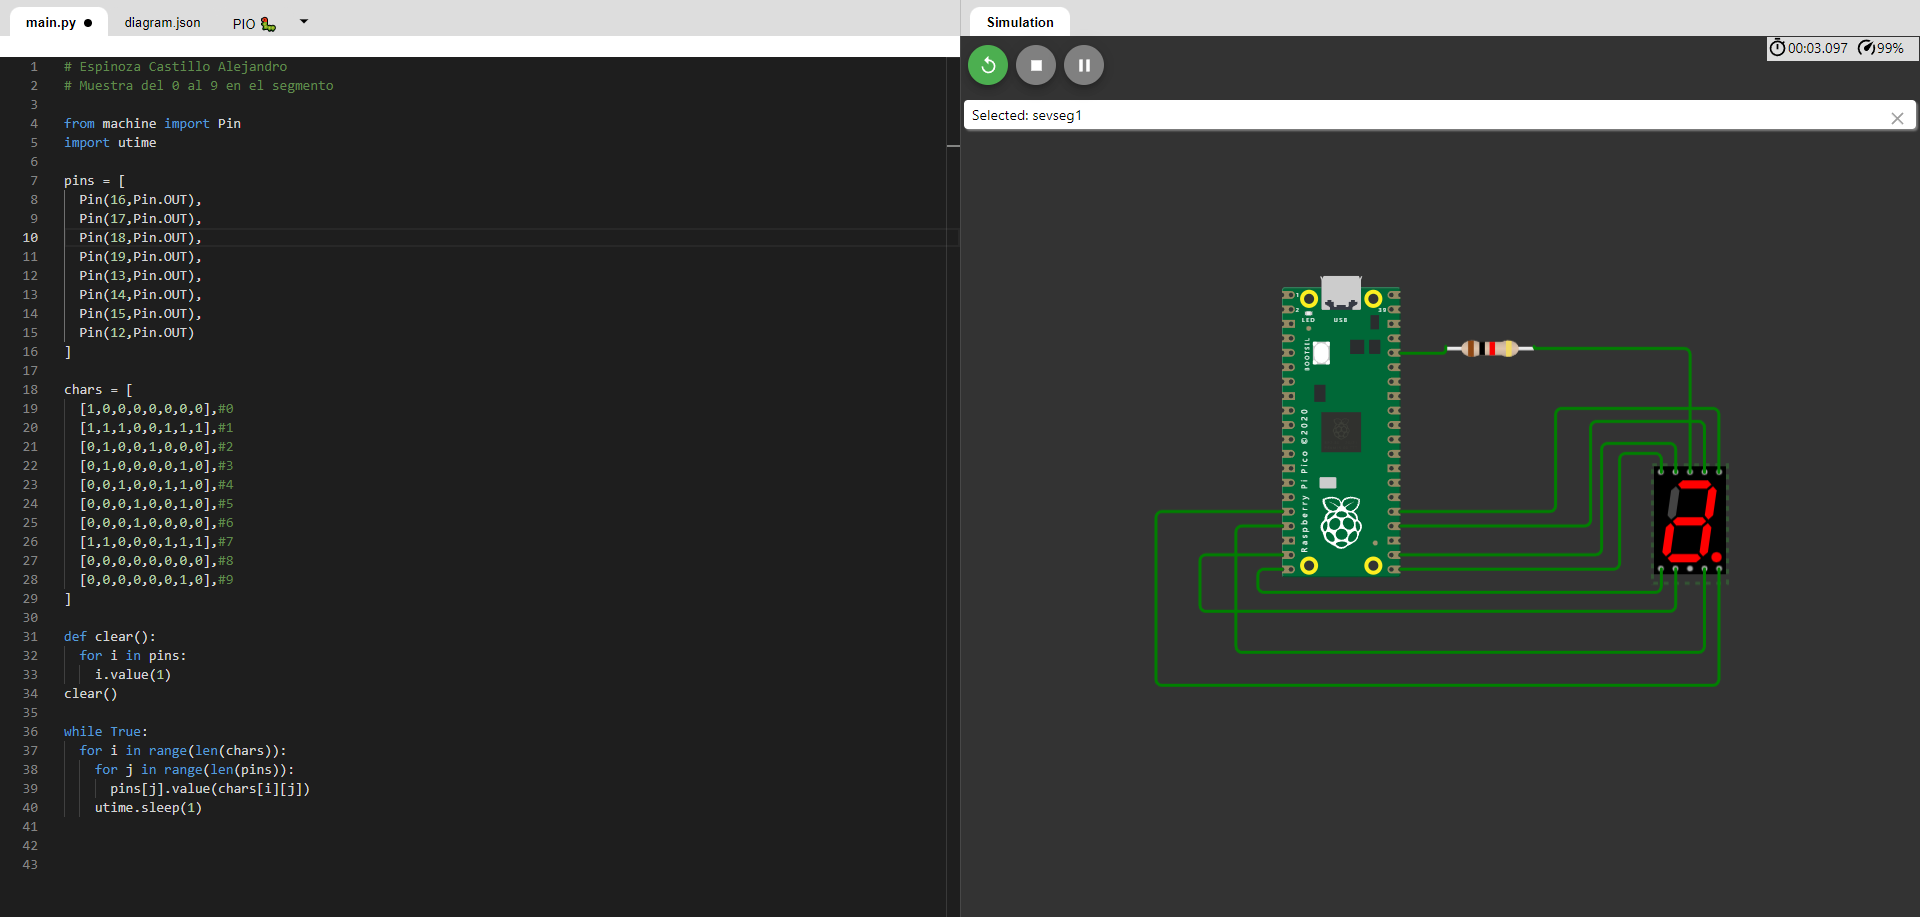 main.py ● diagram.json PIO
Simulation
00:03.097 99%
Selected: sevseg1
1 # Espinoza Castillo Alejandro
2 # Muestra del 0 al 9 en el segmento
3
4 from machine import Pin
5 import utime
6
7 pins = [
8 Pin(16,Pin.OUT),
9 Pin(17,Pin.OUT),
10 Pin(18,Pin.OUT),
11 Pin(19,Pin.OUT),
12 Pin(13,Pin.OUT),
13 Pin(14,Pin.OUT),
14 Pin(15,Pin.OUT),
15 Pin(12,Pin.OUT)
16 ]
17
18 chars = [
19 [1,0,0,0,0,0,0,0],#0
20 [1,1,1,0,0,1,1,1],#1
21 [0,1,0,0,1,0,0,0],#2
22 [0,1,0,0,0,0,1,0],#3
23 [0,0,1,0,0,1,1,0],#4
24 [0,0,0,1,0,0,1,0],#5
25 [0,0,0,1,0,0,0,0],#6
26 [1,1,0,0,0,1,1,1],#7
27 [0,0,0,0,0,0,0,0],#8
28 [0,0,0,0,0,0,1,0],#9
29 ]
30
31 def clear():
32 for i in pins:
33 i.value(1)
34 clear()
35
36 while True:
37 for i in range(len(chars)):
38 for j in range(len(pins)):
39 pins[j].value(chars[i][j])
40 utime.sleep(1)
41
42
43
1
2
39
LED USB
BOOTSEL
Raspberry Pi Pico ©2020
2.